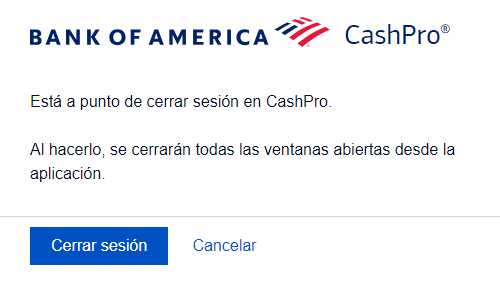 BANK OF AMERICA CashPro®
Está a punto de cerrar sesión en CashPro.
Al hacerlo, se cerrarán todas las ventanas abiertas desde la
aplicación.
Cerrar sesión Cancelar